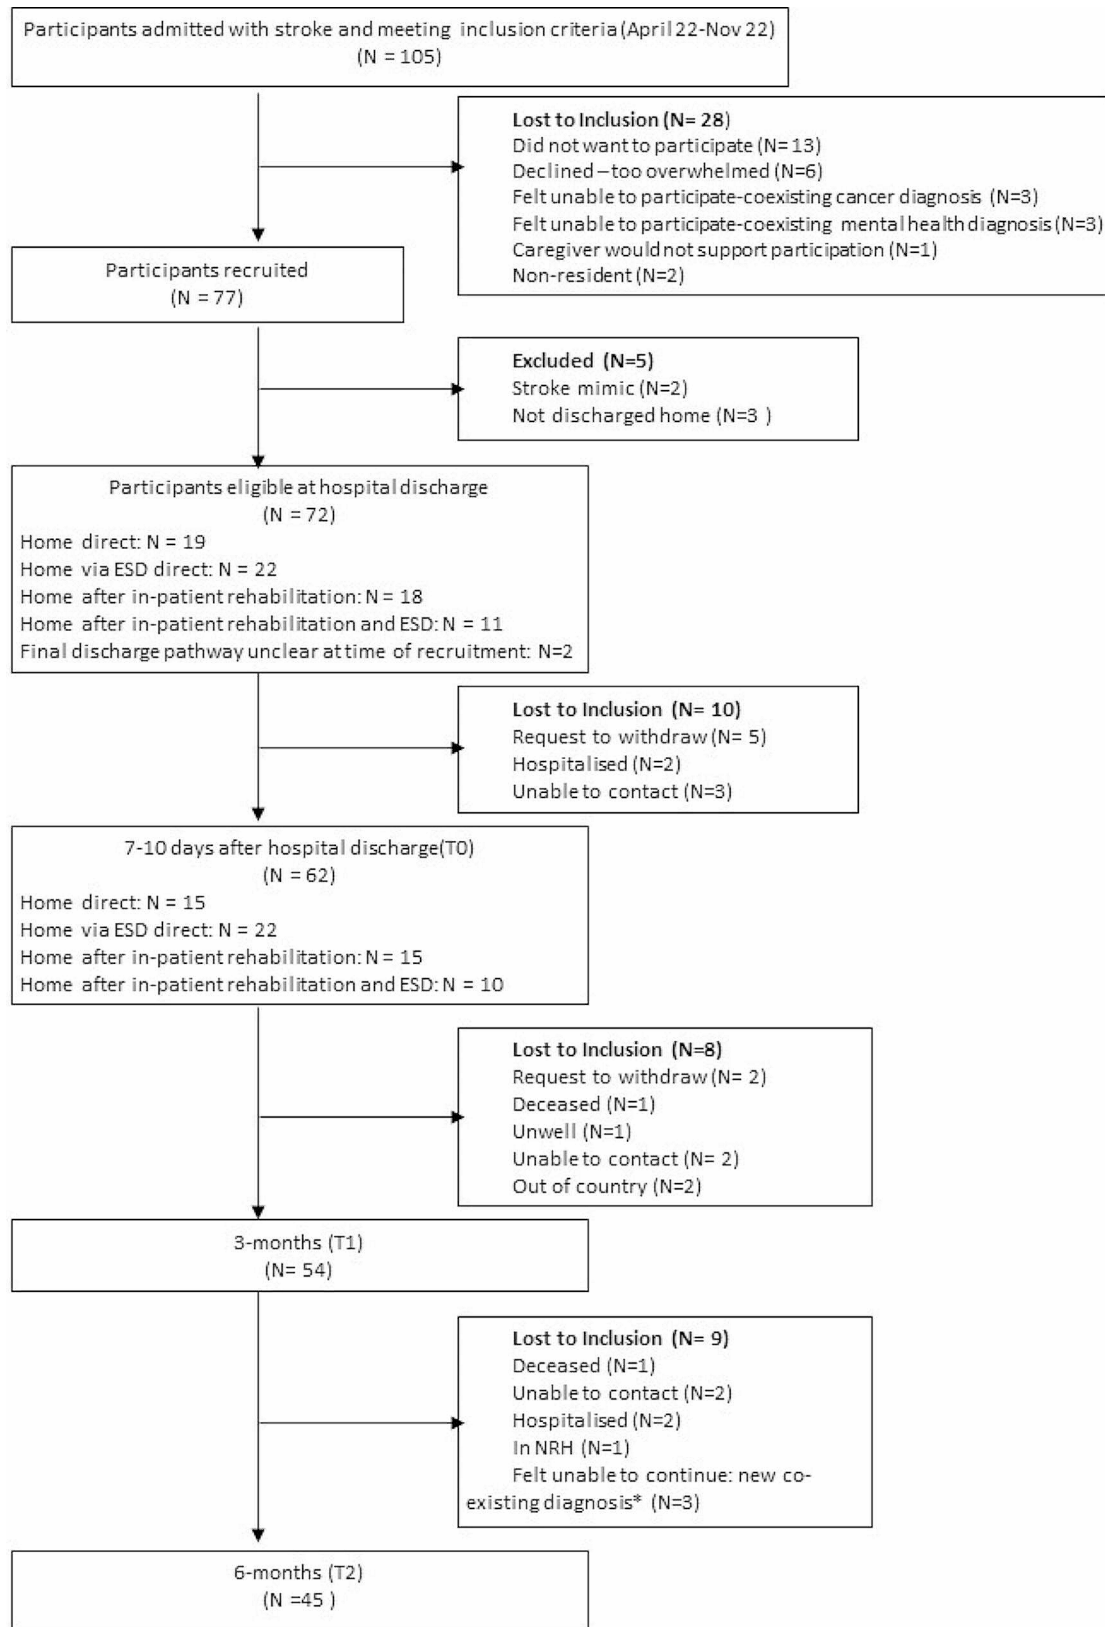 Participants admitted with stroke and meeting inclusion criteria (April 22-Nov 22)
(N = 105)
Lost to Inclusion (N= 28)
Did not want to participate (N= 13)
Declined –too overwhelmed (N=6)
Felt unable to participate-coexisting cancer diagnosis (N=3)
Felt unable to participate-coexisting mental health diagnosis (N=3)
Caregiver would not support participation (N=1)
Non-resident (N=2)
Participants recruited
(N = 77)
Excluded (N=5)
Stroke mimic (N=2)
Not discharged home (N=3 )
Participants eligible at hospital discharge
(N = 72)
Home direct: N = 19
Home via ESD direct: N = 22
Home after in-patient rehabilitation: N = 18
Home after in-patient rehabilitation and ESD: N = 11
Final discharge pathway unclear at time of recruitment: N=2
Lost to Inclusion (N= 10)
Request to withdraw (N= 5)
Hospitalised (N=2)
Unable to contact (N=3)
7-10 days after hospital discharge(T0)
(N = 62)
Home direct: N = 15
Home via ESD direct: N = 22
Home after in-patient rehabilitation: N = 15
Home after in-patient rehabilitation and ESD: N = 10
Lost to Inclusion (N=8)
Request to withdraw (N= 2)
Deceased (N=1)
Unwell (N=1)
Unable to contact (N= 2)
Out of country (N=2)
3-months (T1)
(N= 54)
Lost to Inclusion (N= 9)
Deceased (N=1)
Unable to contact (N=2)
Hospitalised (N=2)
In NRH (N=1)
Felt unable to continue: new co-
existing diagnosis* (N=3)
6-months (T2)
(N =45 )